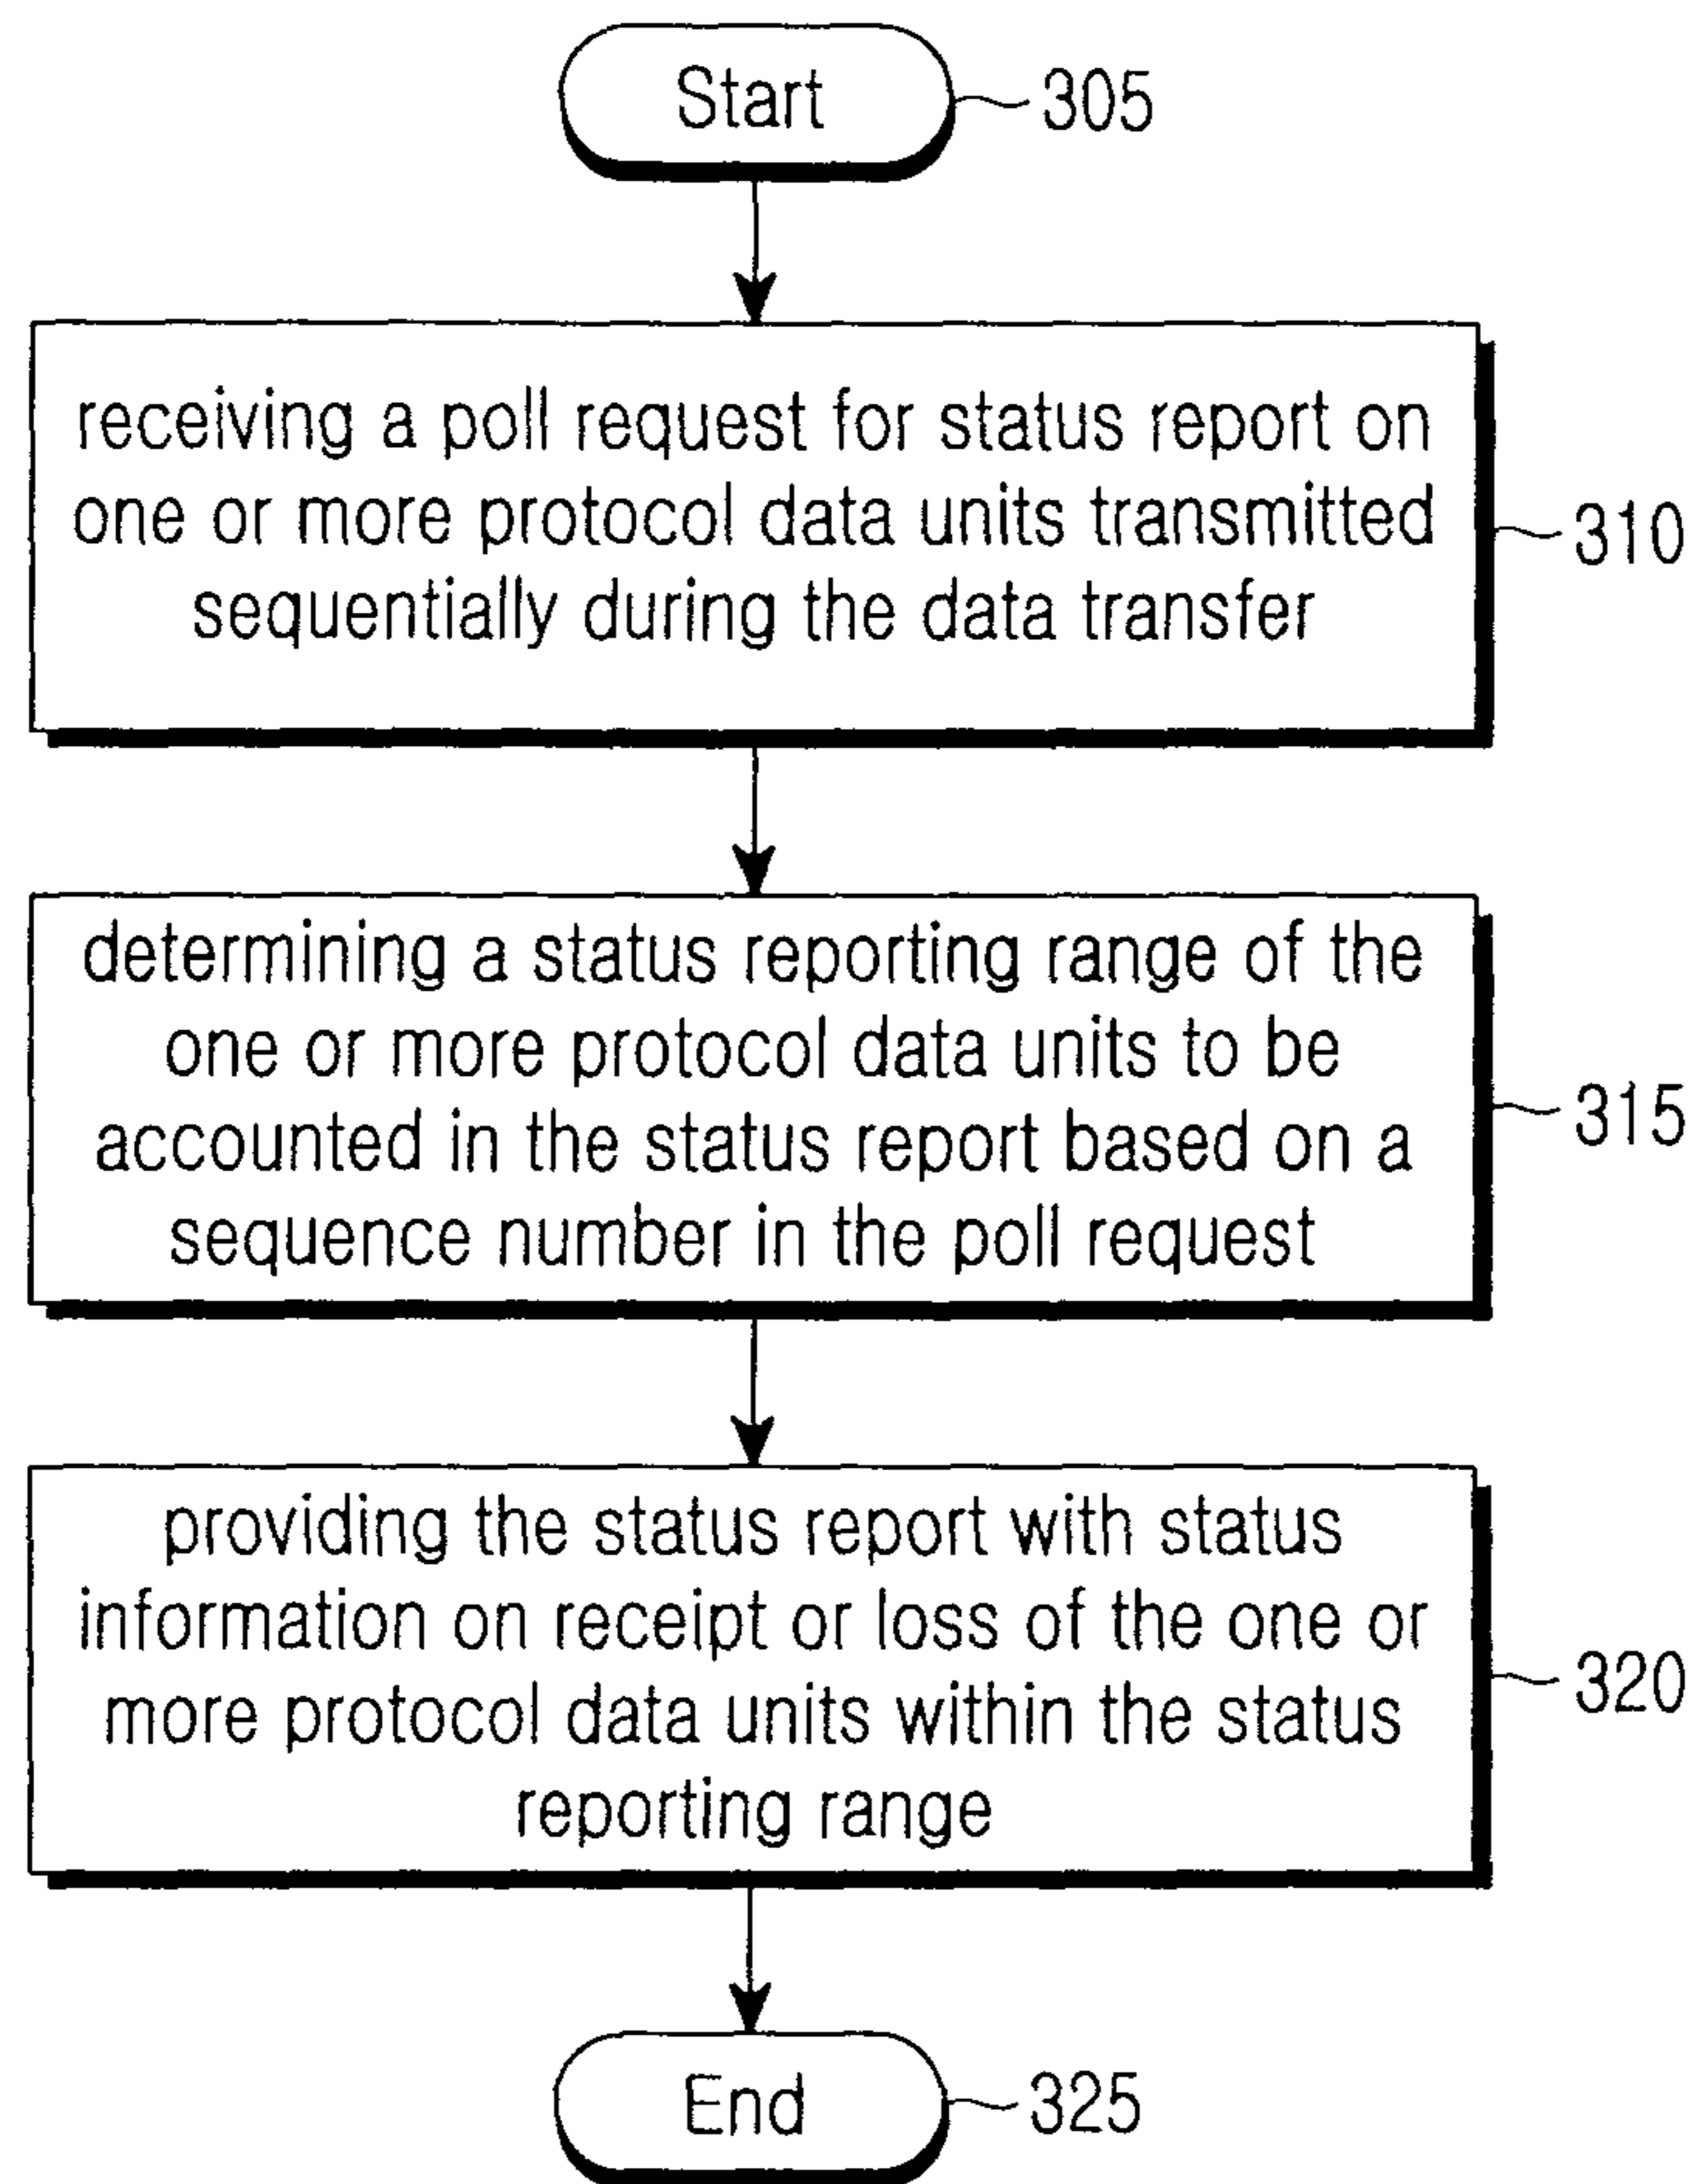 Start
305
receiving a poll request for status report on
one or more protocol data units transmitted
sequentially during the data transfer
310
determining a status reporting range of the
one or more protocol data units to be
accounted in the status report based on a
sequence number in the poll request
315
providing the status report with status
information on receipt or loss of the one or
more protocol data units within the status
reporting range
320
End
325